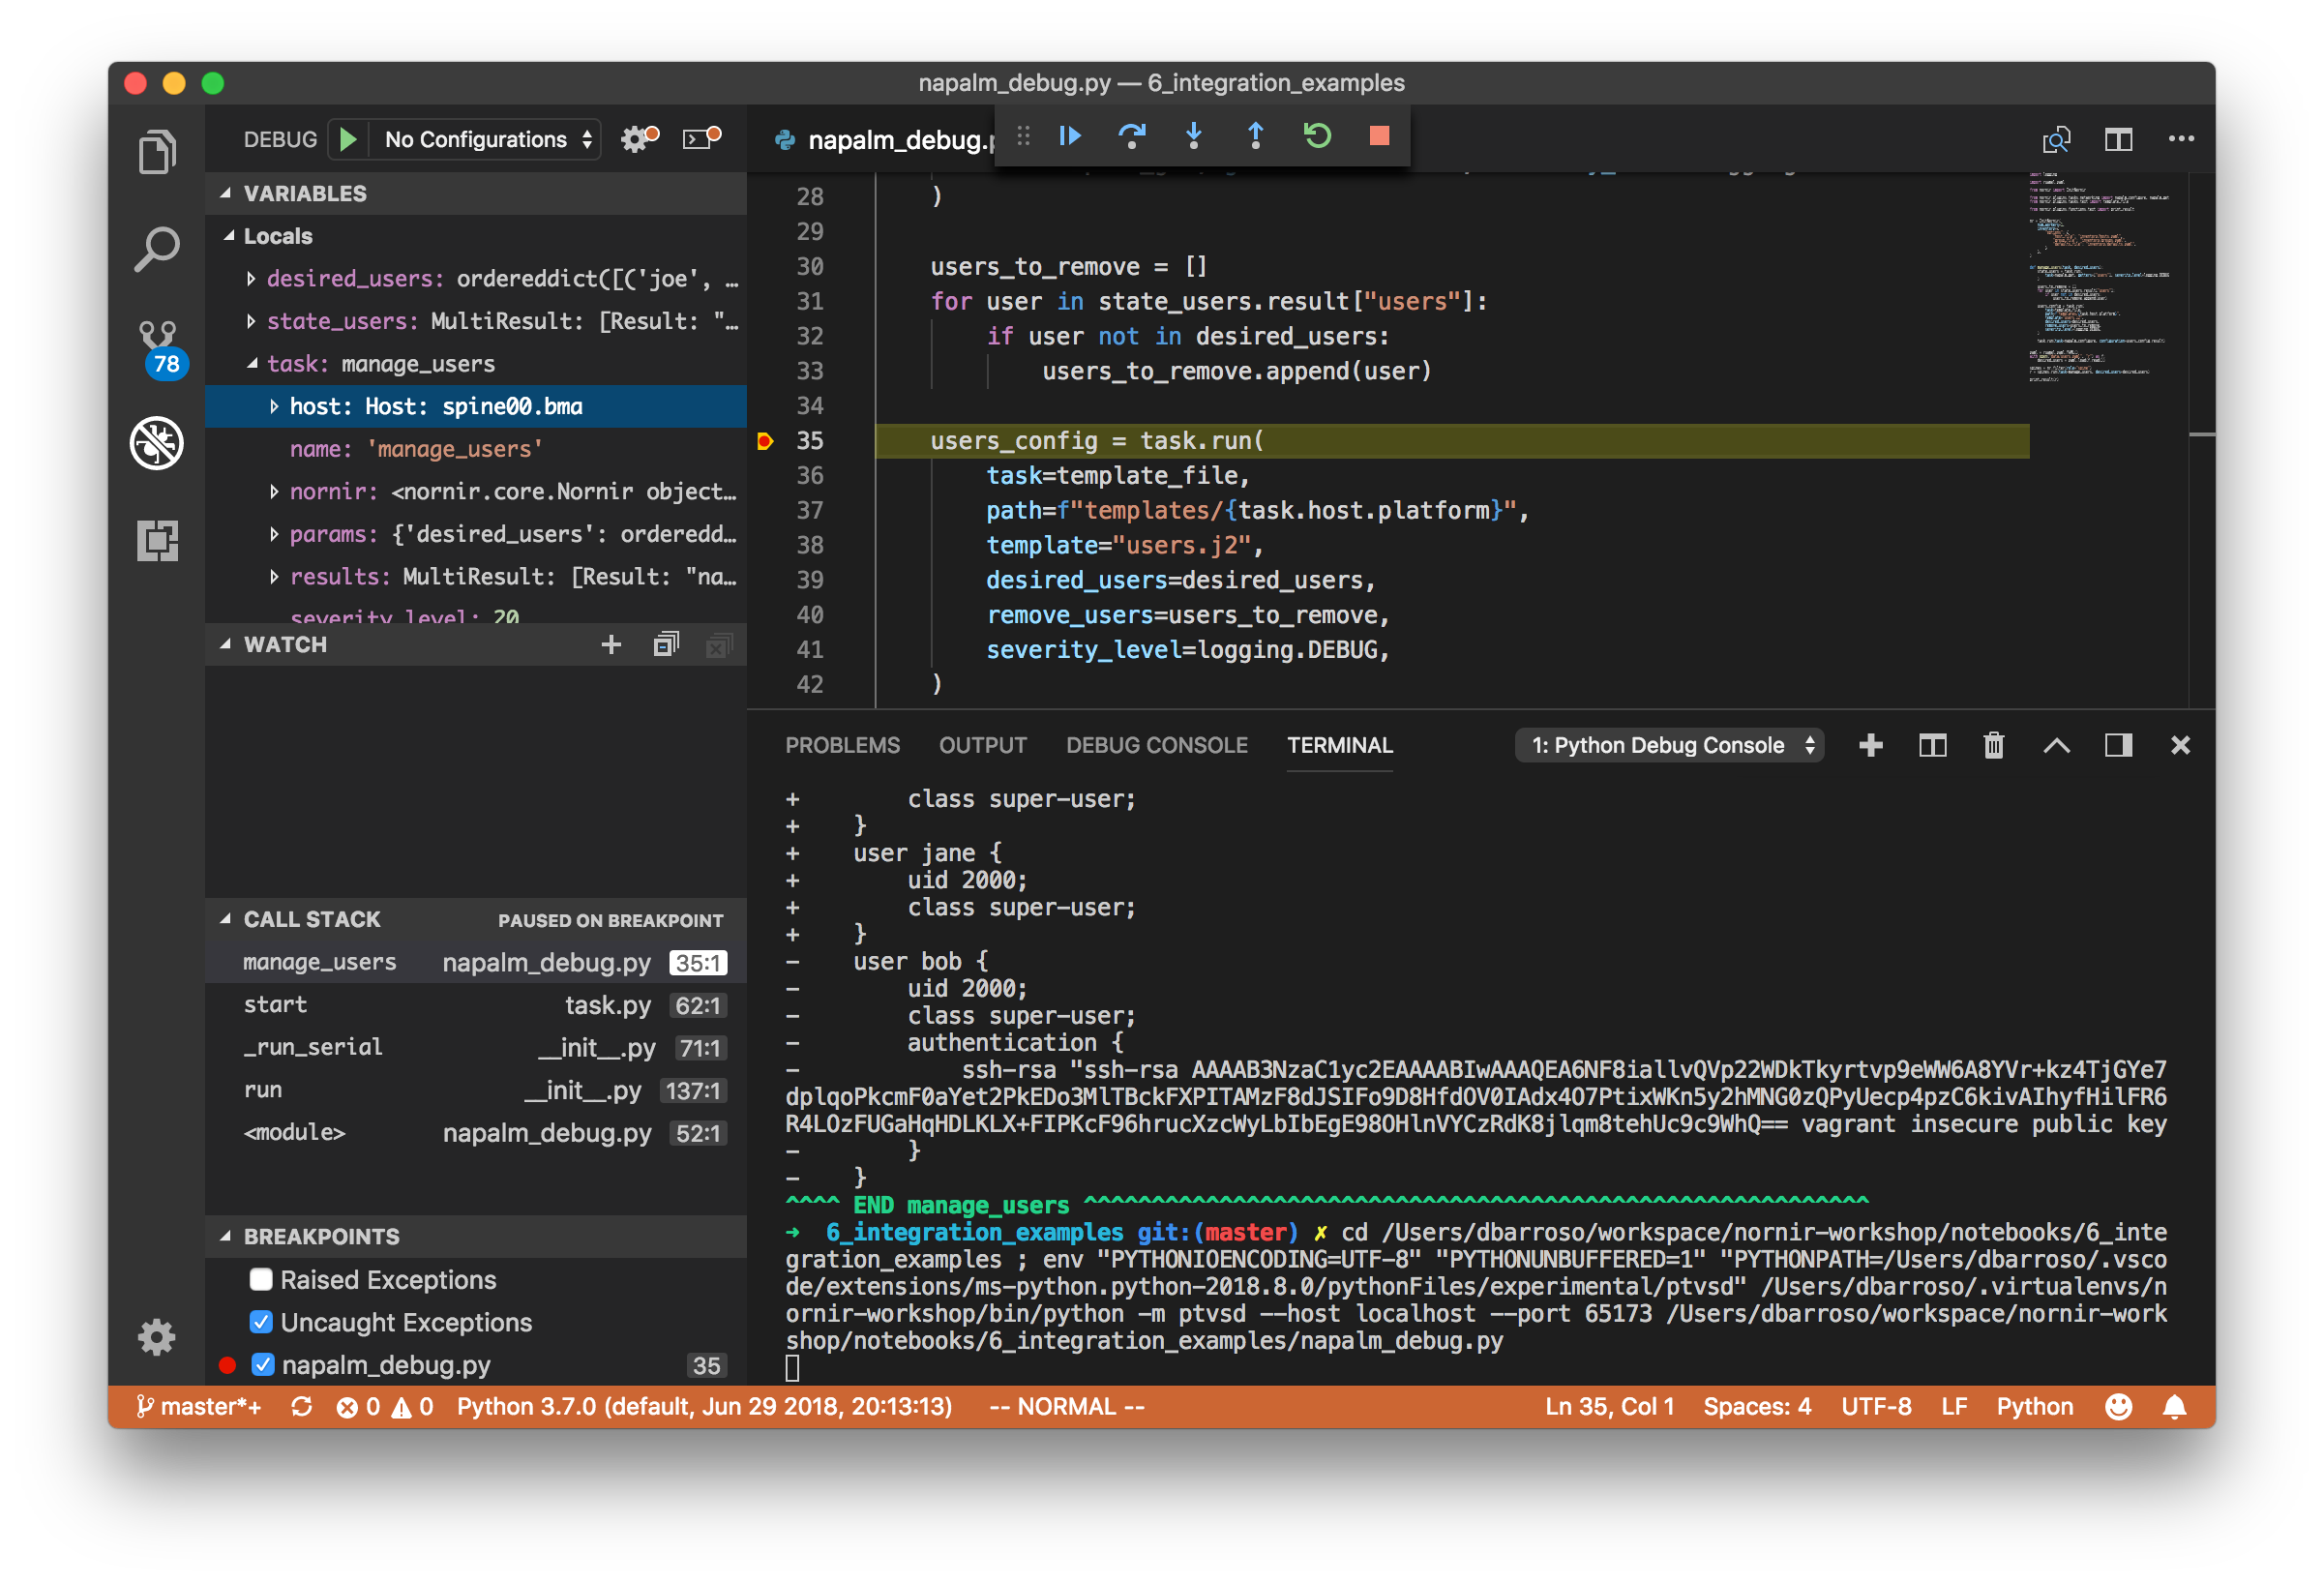 napalm_debug.py — 6_integration_examples
DEBUG
No Configurations
VARIABLES
Locals
desired_users: ordereddict([('joe', …
state_users: MultiResult: [Result: "…
task: manage_users
host: Host: spine00.bma
name: 'manage_users'
nornir: <nornir.core.Nornir object…
params: {'desired_users': orderedd…
results: MultiResult: [Result: "na…
severity_level: 20
78
WATCH
CALL STACK
PAUSED ON BREAKPOINT
manage_users napalm_debug.py 35:1
start task.py 62:1
_run_serial __init__.py 71:1
run __init__.py 137:1
<module> napalm_debug.py 52:1
BREAKPOINTS
Raised Exceptions
Uncaught Exceptions
napalm_debug.py 35
napalm_debug.p
28 )
29
30 users_to_remove = []
31 for user in state_users.result["users"]:
32 if user not in desired_users:
33 users_to_remove.append(user)
34
35 users_config = task.run(
36 task=template_file,
37 path=f"templates/{task.host.platform}",
38 template="users.j2",
39 desired_users=desired_users,
40 remove_users=users_to_remove,
41 severity_level=logging.DEBUG,
42 )
PROBLEMS OUTPUT DEBUG CONSOLE TERMINAL
1: Python Debug Console
+ class super-user;
+ }
+ user jane {
+ uid 2000;
+ class super-user;
+ }
- user bob {
- uid 2000;
- class super-user;
- authentication {
- ssh-rsa "ssh-rsa AAAAB3NzaC1yc2EAAAABIwAAAQEA6NF8iallvQVp22WDkTkyrtvp9eWW6A8YVr+kz4TjGYe7
dplqoPkcmF0aYet2PkEDo3MlTBckFXPITAMzF8dJSIFo9D8HfdOV0IAdx4O7PtixWKn5y2hMNG0zQPyUecp4pzC6kivAIhyfHilFR6
R4LOzFUGaHqHDLKLX+FIPKcF96hrucXzcWyLbIbEgE98OHlnVYCzRdK8jlqm8tehUc9c9WhQ== vagrant insecure public key
- }
- }
^^^^ END manage_users ^^^^^^^^^^^^^^^^^^^^^^^^^^^^^^^^^^^^^^^^^^^^^^^^^^^^^^^^^^
➜ 6_integration_examples git:(master) ✗ cd /Users/dbarroso/workspace/nornir-workshop/notebooks/6_inte
gration_examples ; env "PYTHONIOENCODING=UTF-8" "PYTHONUNBUFFERED=1" "PYTHONPATH=/Users/dbarroso/.vsco
de/extensions/ms-python.python-2018.8.0/pythonFiles/experimental/ptvsd" /Users/dbarroso/.virtualenvs/n
ornir-workshop/bin/python -m ptvsd --host localhost --port 65173 /Users/dbarroso/workspace/nornir-work
shop/notebooks/6_integration_examples/napalm_debug.py
master*+ 0 0 Python 3.7.0 (default, Jun 29 2018, 20:13:13) -- NORMAL -- Ln 35, Col 1 Spaces: 4 UTF-8 LF Python